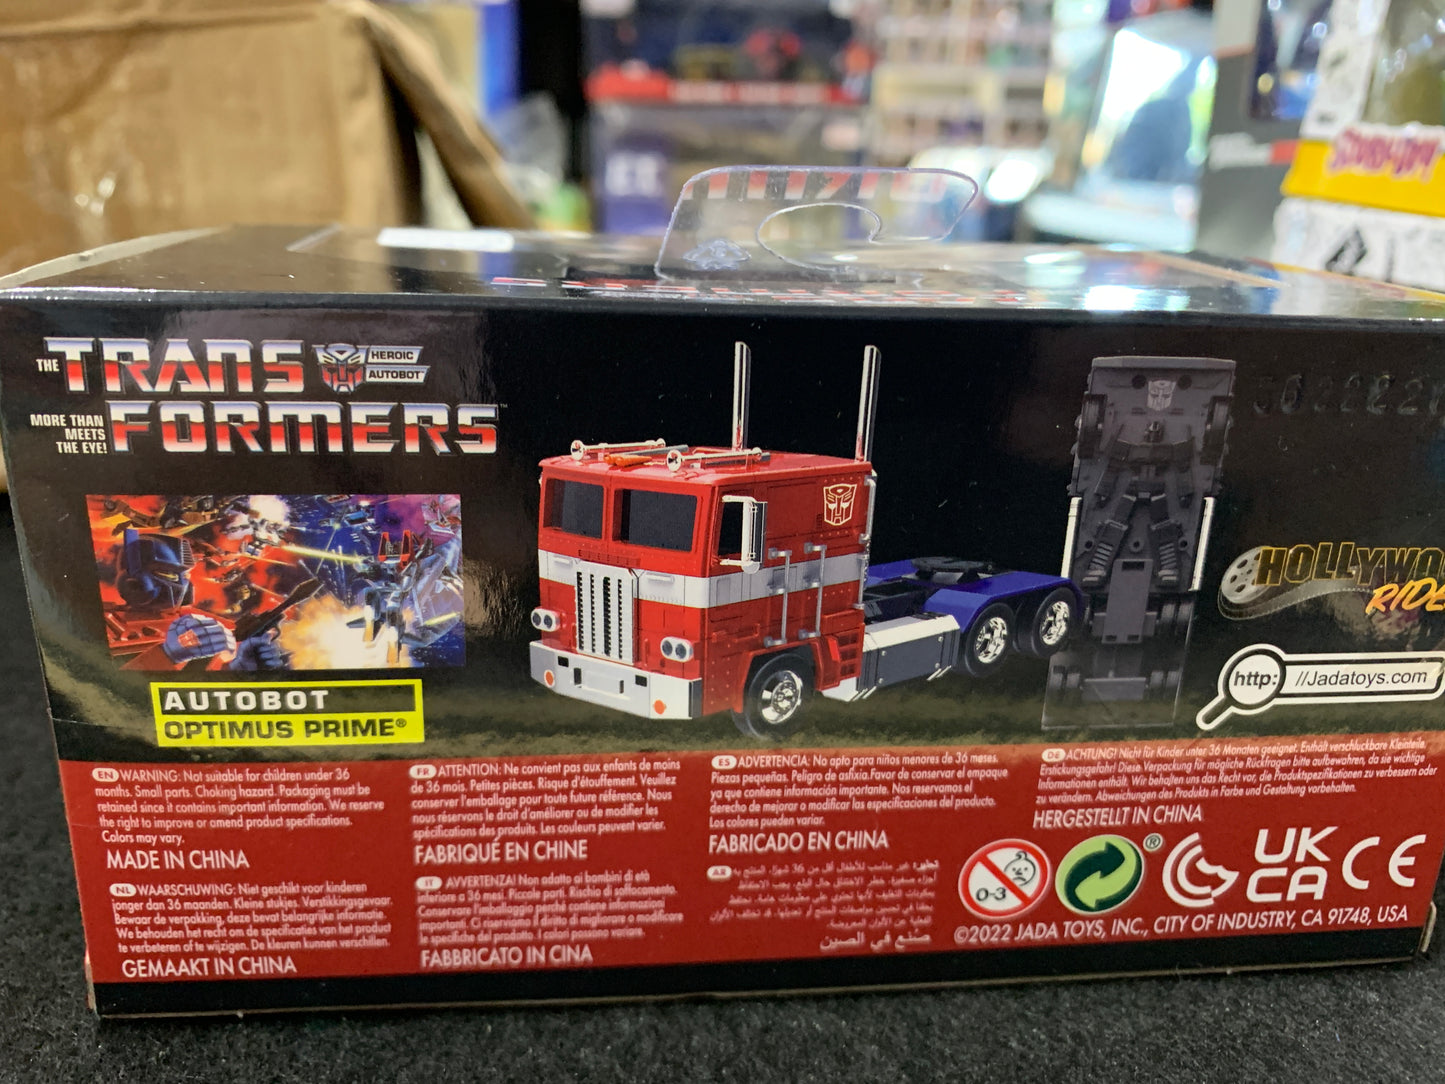 THE TRANS
HEROIC
AUTOBOT™
MORE THAN
MEETS
THE EYE!
FORMERS™
AUTOBOT
OPTIMUS PRIME®
HOLLYWO
RIDE
http: //Jadatoys.com
EN WARNING: Not suitable for children under 36
months. Small parts. Choking hazard. Packaging must be
retained since it contains important information. We reserve
the right to improve or amend product specifications.
Colors may vary.
MADE IN CHINA
FR ATTENTION: Ne convient pas aux enfants de moins
de 36 mois. Petites pièces. Risque d'étouffement. Veuillez
conserver l'emballage pour toute future référence. Nous
nous réservons le droit d'améliorer ou de modifier les
spécifications des produits. Les couleurs peuvent varier.
FABRIQUÉ EN CHINE
ES ADVERTENCIA: No apto para niños menores de 36 meses.
Piezas pequeñas. Peligro de asfixia. Favor de conservar el empaque
ya que contiene información importante. Nos reservamos el
derecho de mejorar o modificar las especificaciones del producto.
Los colores pueden variar.
FABRICADO EN CHINA
DE ACHTUNG! Nicht für Kinder unter 36 Monaten geeignet. Enthält verschluckbare Kleinteile.
Erstickungsgefahr! Diese Verpackung für mögliche Rückfragen bitte aufbewahren, da sie wichtige
Informationen enthält. Wir behalten uns das Recht vor, die Produktspezifikationen zu verbessern oder
zu verändern. Abweichungen des Produkts in Farbe und Gestaltung vorbehalten.
HERGESTELLT IN CHINA
NL WAARSCHUWING: Niet geschikt voor kinderen
jonger dan 36 maanden. Kleine stukjes. Verstikkingsgevaar.
Bewaar de verpakking, deze bevat belangrijke informatie.
We behouden het recht om de specificaties van het product
te verbeteren of te wijzigen. De kleuren kunnen verschillen.
GEMAAKT IN CHINA
IT AVVERTENZA! Non adatto ai bambini di età
inferiore a 36 mesi. Piccole parti. Rischio di soffocamento.
Conservare l'imballaggio perché contiene informazioni
importanti. Ci riserviamo il diritto di migliorare o modificare
le specifiche del prodotto. I colori possono variare.
FABBRICATO IN CINA
AR
صنع في الصين
0-3
®
UK
CA
CE
©2022 JADA TOYS, INC., CITY OF INDUSTRY, CA 91748, USA
SCOOBY-DOO!